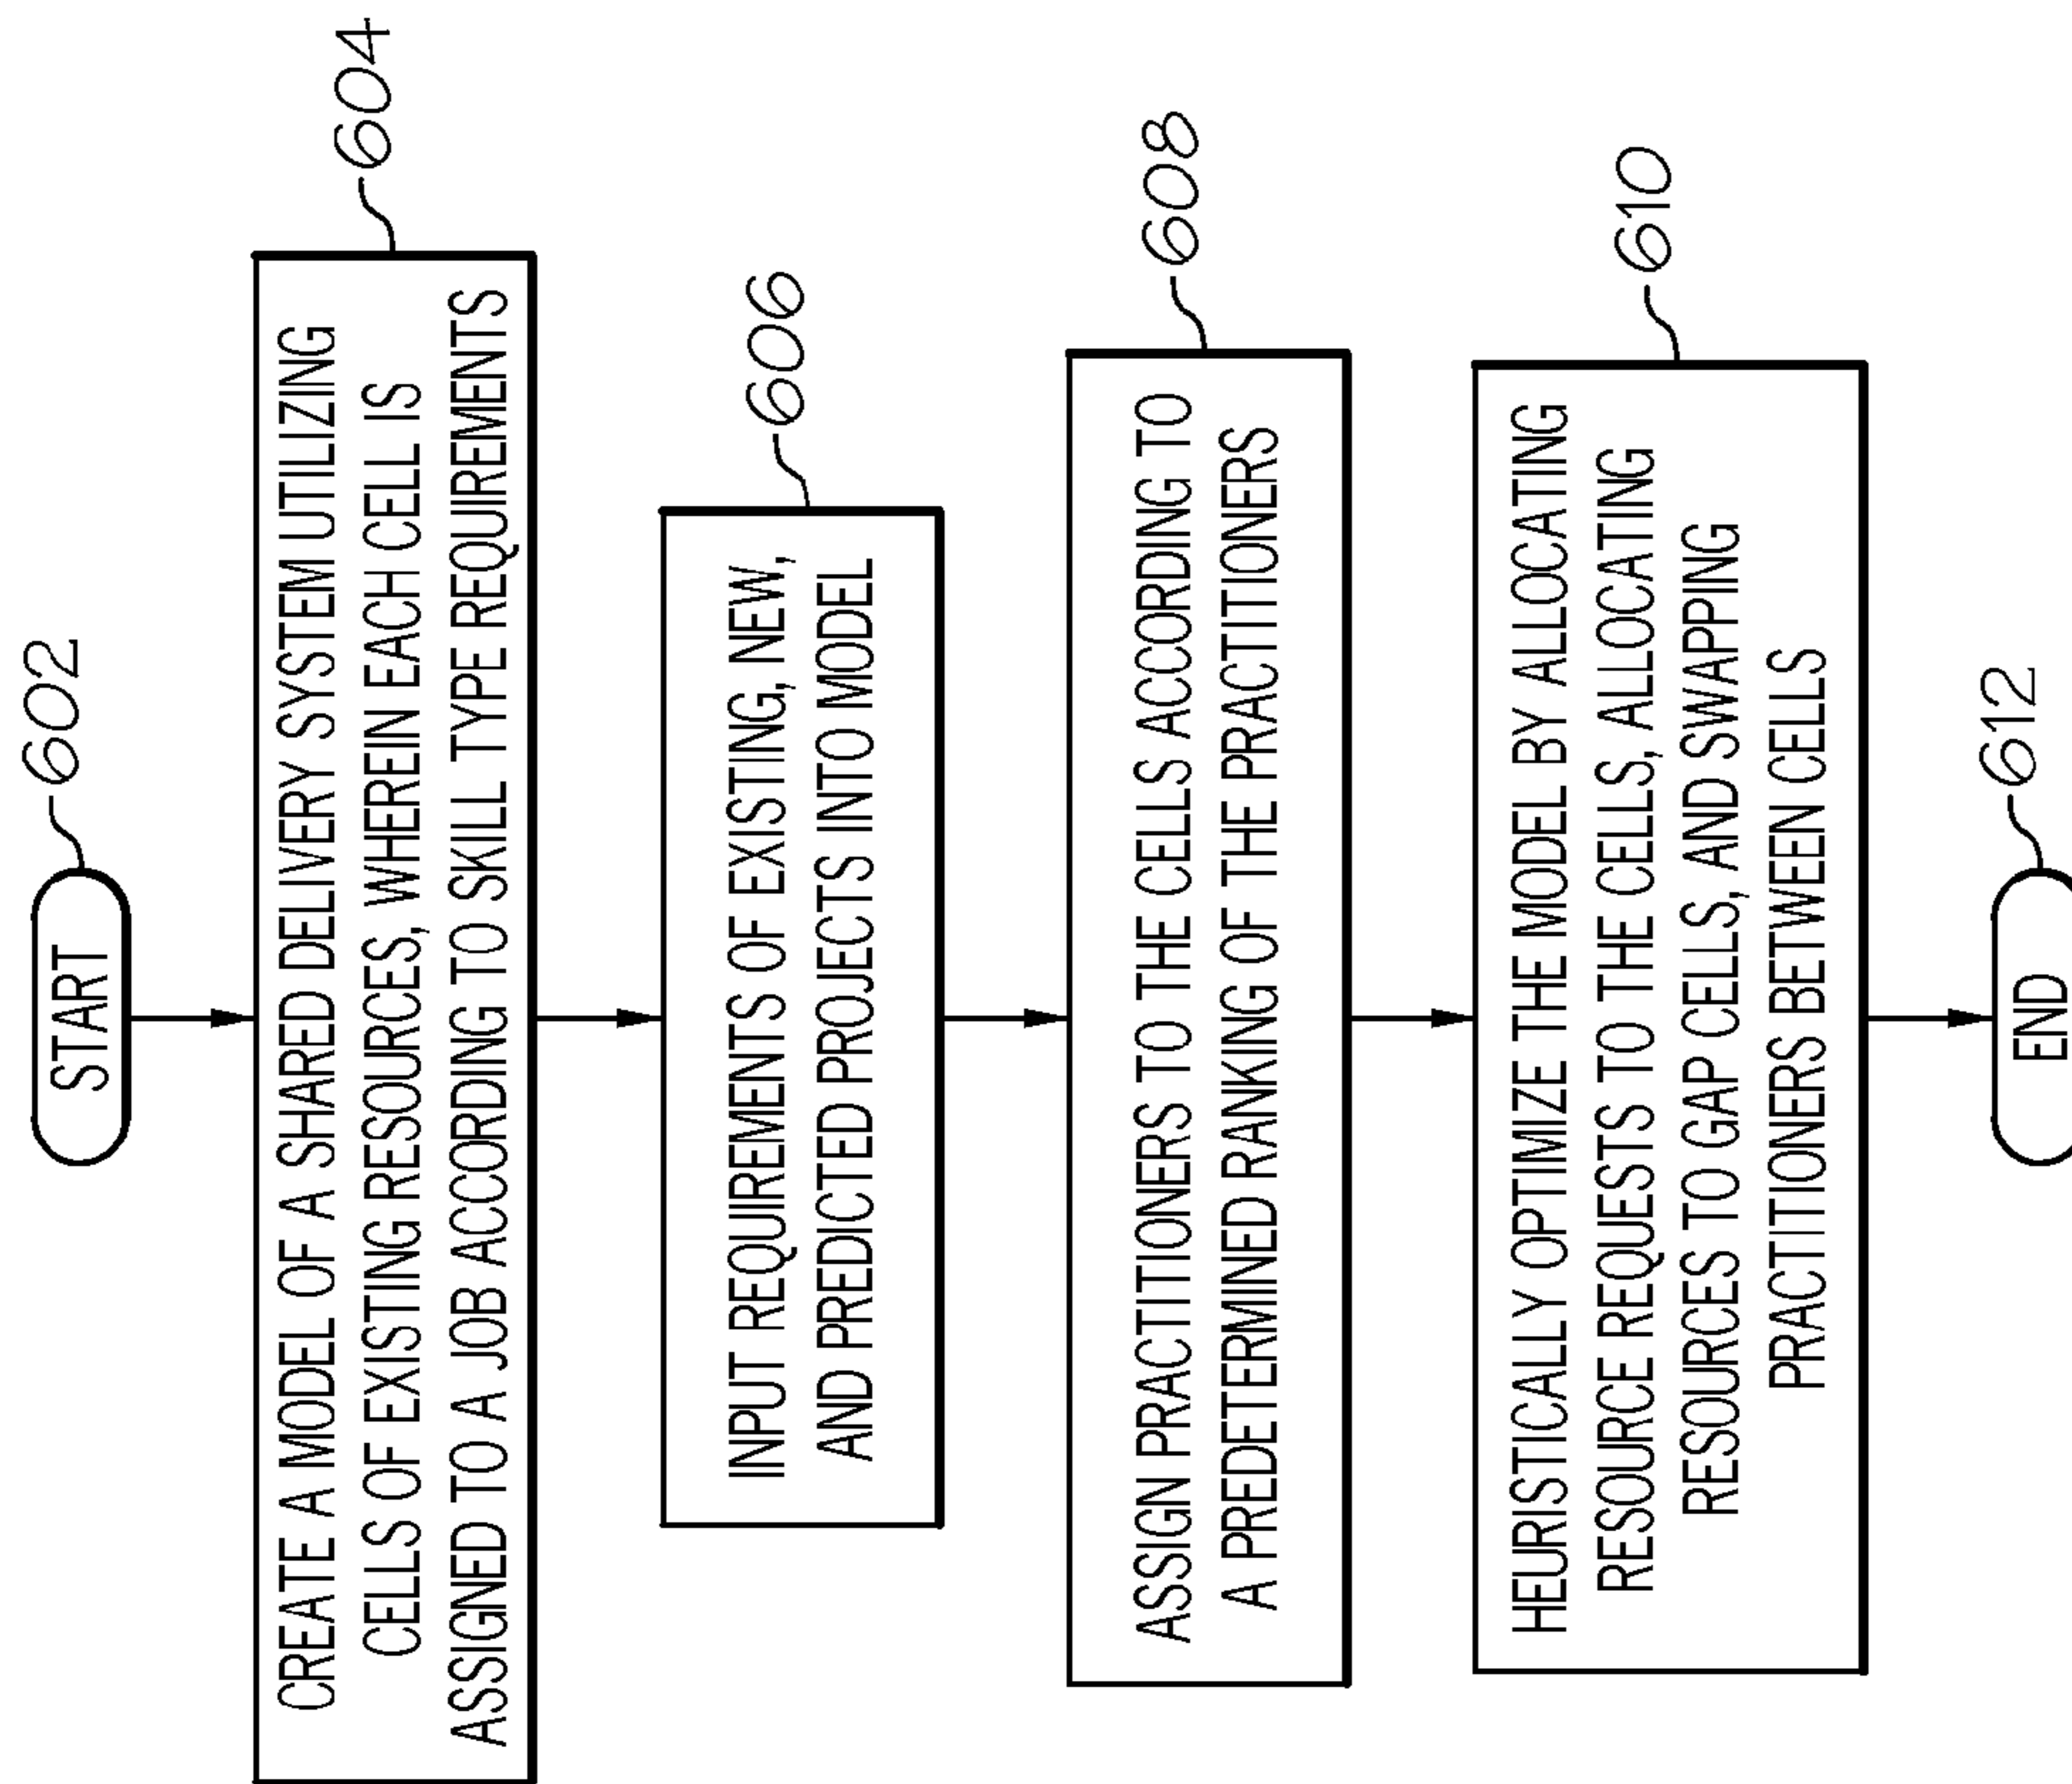 START
602
CREATE A MODEL OF A SHARED DELIVERY SYSTEM UTILIZING
CELLS OF EXISTING RESOURCES, WHEREIN EACH CELL IS
ASSIGNED TO A JOB ACCORDING TO SKILL TYPE REQUIREMENTS
604
INPUT REQUIREMENTS OF EXISTING, NEW,
AND PREDICTED PROJECTS INTO MODEL
606
ASSIGN PRACTITIONERS TO THE CELLS ACCORDING TO
A PREDETERMINED RANKING OF THE PRACTITIONERS
608
HEURISTICALLY OPTIMIZE THE MODEL BY ALLOCATING
RESOURCE REQUESTS TO THE CELLS, ALLOCATING
RESOURCES TO GAP CELLS, AND SWAPPING
PRACTITIONERS BETWEEN CELLS
610
END
612